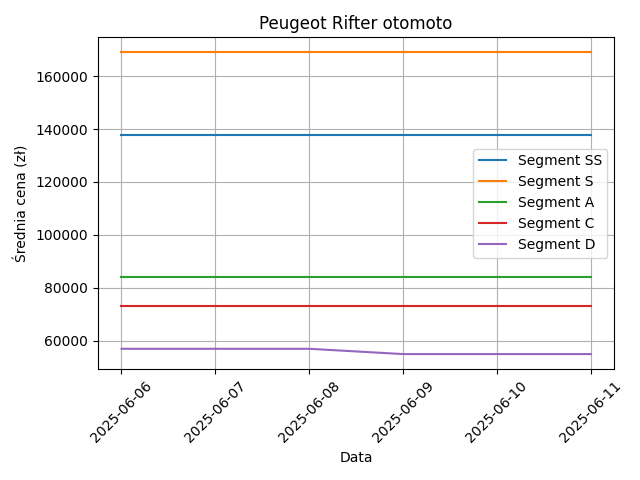 Peugeot Rifter otomoto
Średnia cena (zł)
160000
140000
120000
100000
80000
60000
Segment SS
Segment S
Segment A
Segment C
Segment D
2025-06-06
2025-06-07
2025-06-08
2025-06-09
2025-06-10
2025-06-11
Data